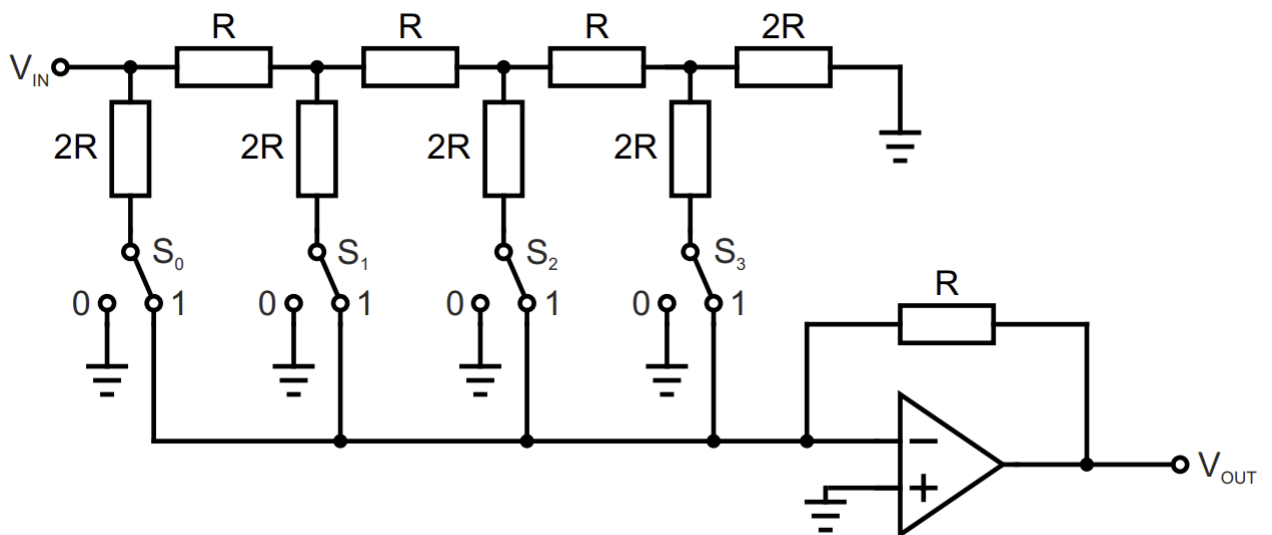 R R R 2R
V_IN
2R 2R 2R 2R
S_0 S_1 S_2 S_3
0 1 0 1 0 1 0 1
R
−
+
V_OUT